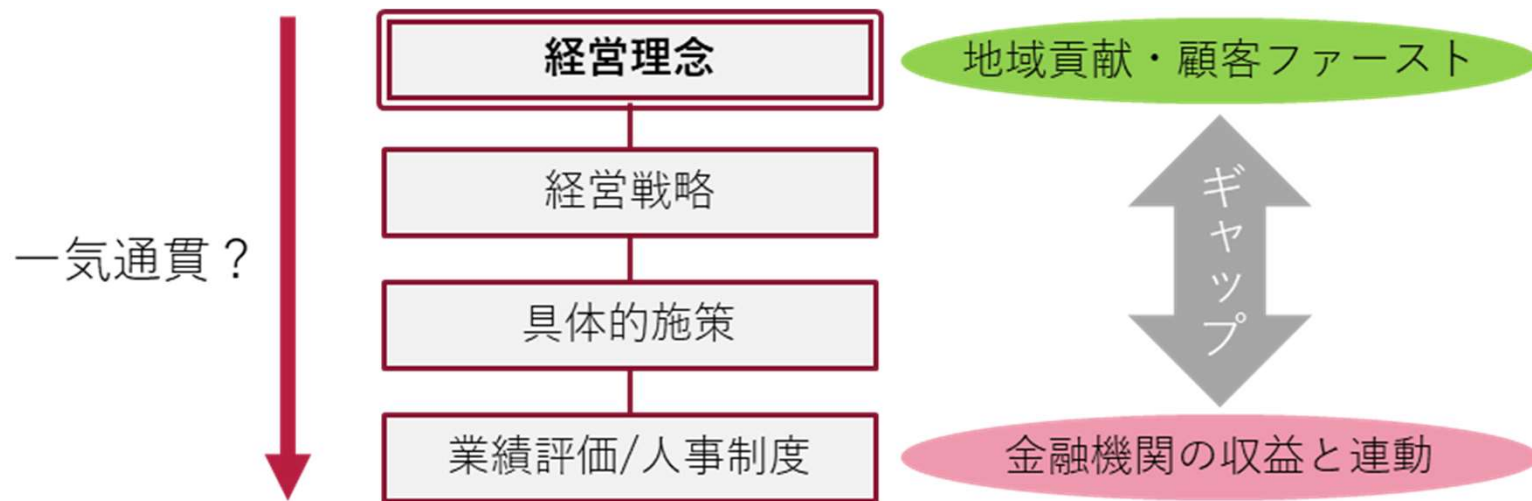 経営理念
地域貢献・顧客ファースト
経営戦略
ギャップ
一気通貫？
具体的施策
業績評価/人事制度
金融機関の収益と連動